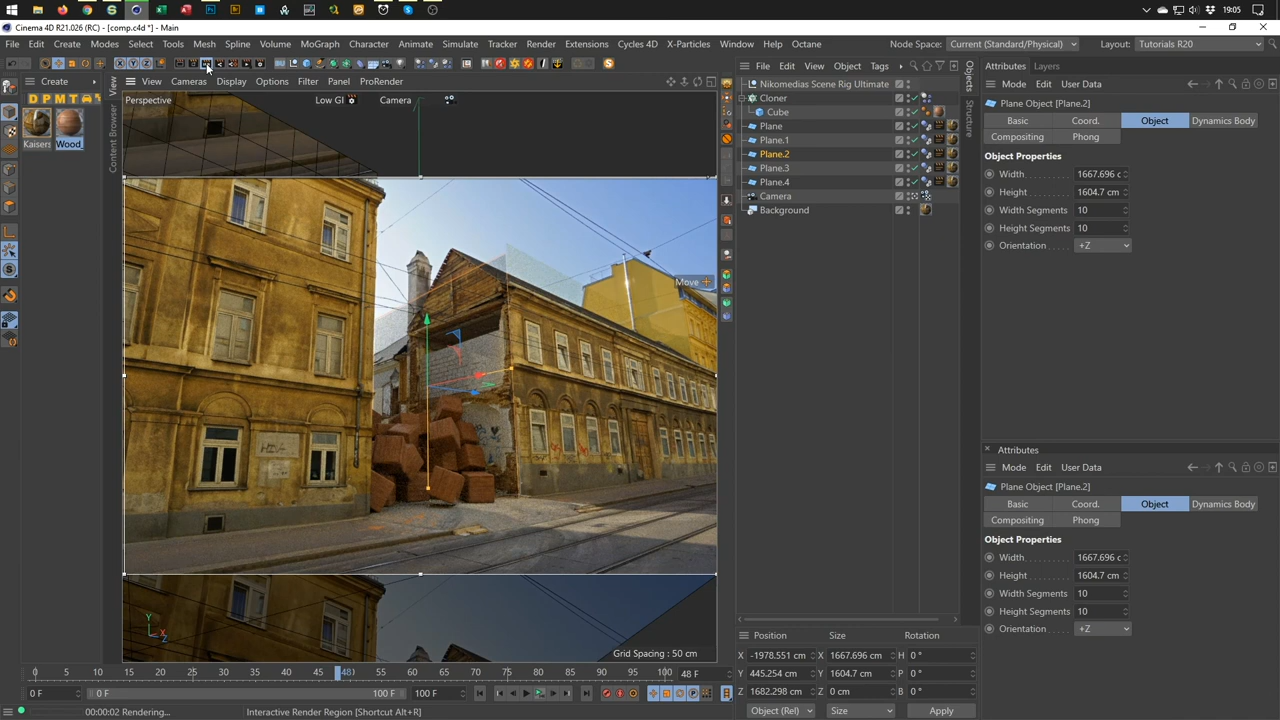 19:05
Cinema 4D R21.026 (RC) - [comp.c4d *] - Main
File Edit Create Modes Select Tools Mesh Spline Volume MoGraph Character Animate Simulate Tracker Render Extensions Cycles 4D X-Particles Window Help Octane Node Space: Current (Standard/Physical) Layout: Tutorials R20
Create View Cameras Display Options Filter Panel ProRender
File Edit View Object Tags
Attributes Layers
Mode Edit User Data
D P M T
Kaisers Wood_
View
Content Browser
Perspective Low GI Camera
Move
Grid Spacing : 50 cm
Nikomedias Scene Rig Ultimate
Cloner
Cube
Plane
Plane.1
Plane.2
Plane.3
Plane.4
Camera
Background
Objects
Structure
Plane Object [Plane.2]
Basic Coord. Object Dynamics Body
Compositing Phong
Object Properties
Width 1667.696 c
Height 1604.7 cm
Width Segments 10
Height Segments 10
Orientation +Z
Attributes
Mode Edit User Data
Plane Object [Plane.2]
Basic Coord. Object Dynamics Body
Compositing Phong
Object Properties
Width 1667.696 c
Height 1604.7 cm
Width Segments 10
Height Segments 10
Orientation +Z
Position Size Rotation
X -1978.551 cm X 1667.696 cm H 0 °
Y 445.254 cm Y 1604.7 cm P 0 °
Z 1682.298 cm Z 0 cm B 0 °
Object (Rel) Size Apply
0 5 10 15 20 25 30 35 40 45 48 55 60 65 70 75 80 85 90 95 100 48 F
0 F 0 F 100 F 100 F
00:00:02 Rendering... Interactive Render Region [Shortcut Alt+R]